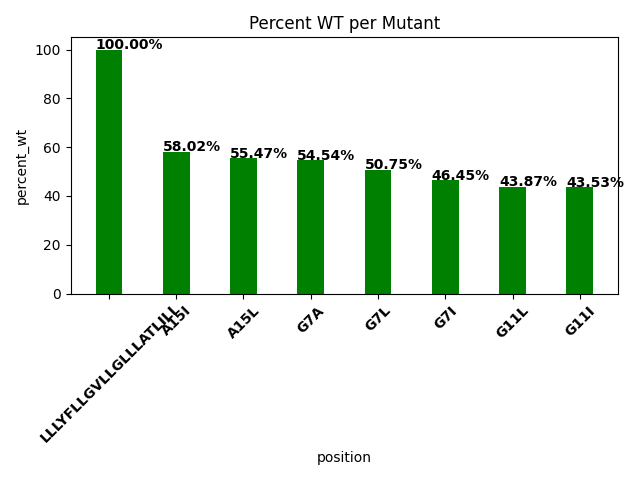 Percent WT per Mutant
percent_wt
100
80
60
40
20
0
100.00%
58.02%
55.47%
54.54%
50.75%
46.45%
43.87%
43.53%
LLLYFLLGVLLGLLLATLILL
A15I
A15L
G7A
G7L
G7I
G11L
G11I
position